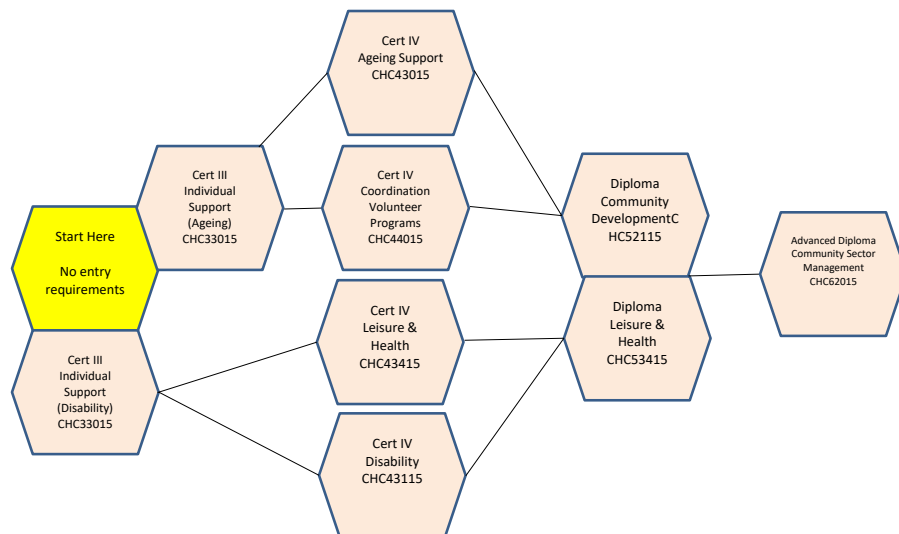 Start Here
No entry
requirements
Cert III
Individual
Support
(Ageing)
CHC33015
Cert III
Individual
Support
(Disability)
CHC33015
Cert IV
Ageing Support
CHC43015
Cert IV
Coordination
Volunteer
Programs
CHC44015
Cert IV
Leisure &
Health
CHC43415
Cert IV
Disability
CHC43115
Diploma
Community
DevelopmentC
HC52115
Diploma
Leisure &
Health
CHC53415
Advanced Diploma
Community Sector
Management
CHC62015